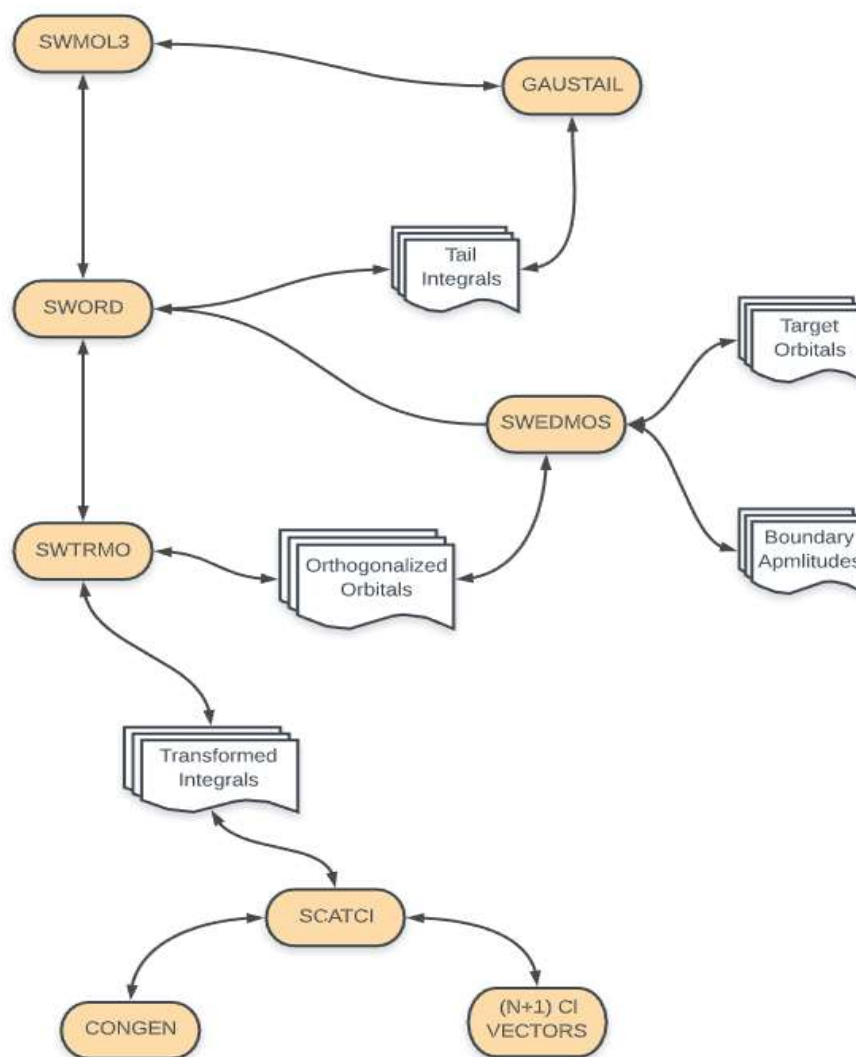 SWMOL3
GAUSTAIL
Tail
Integrals
SWORD
Target
Orbitals
SWEDMOS
SWTRMO
Orthogonalized
Orbitals
Boundary
Apmlitudes
Transformed
Integrals
SCATCI
CONGEN
(N+1) CI
VECTORS